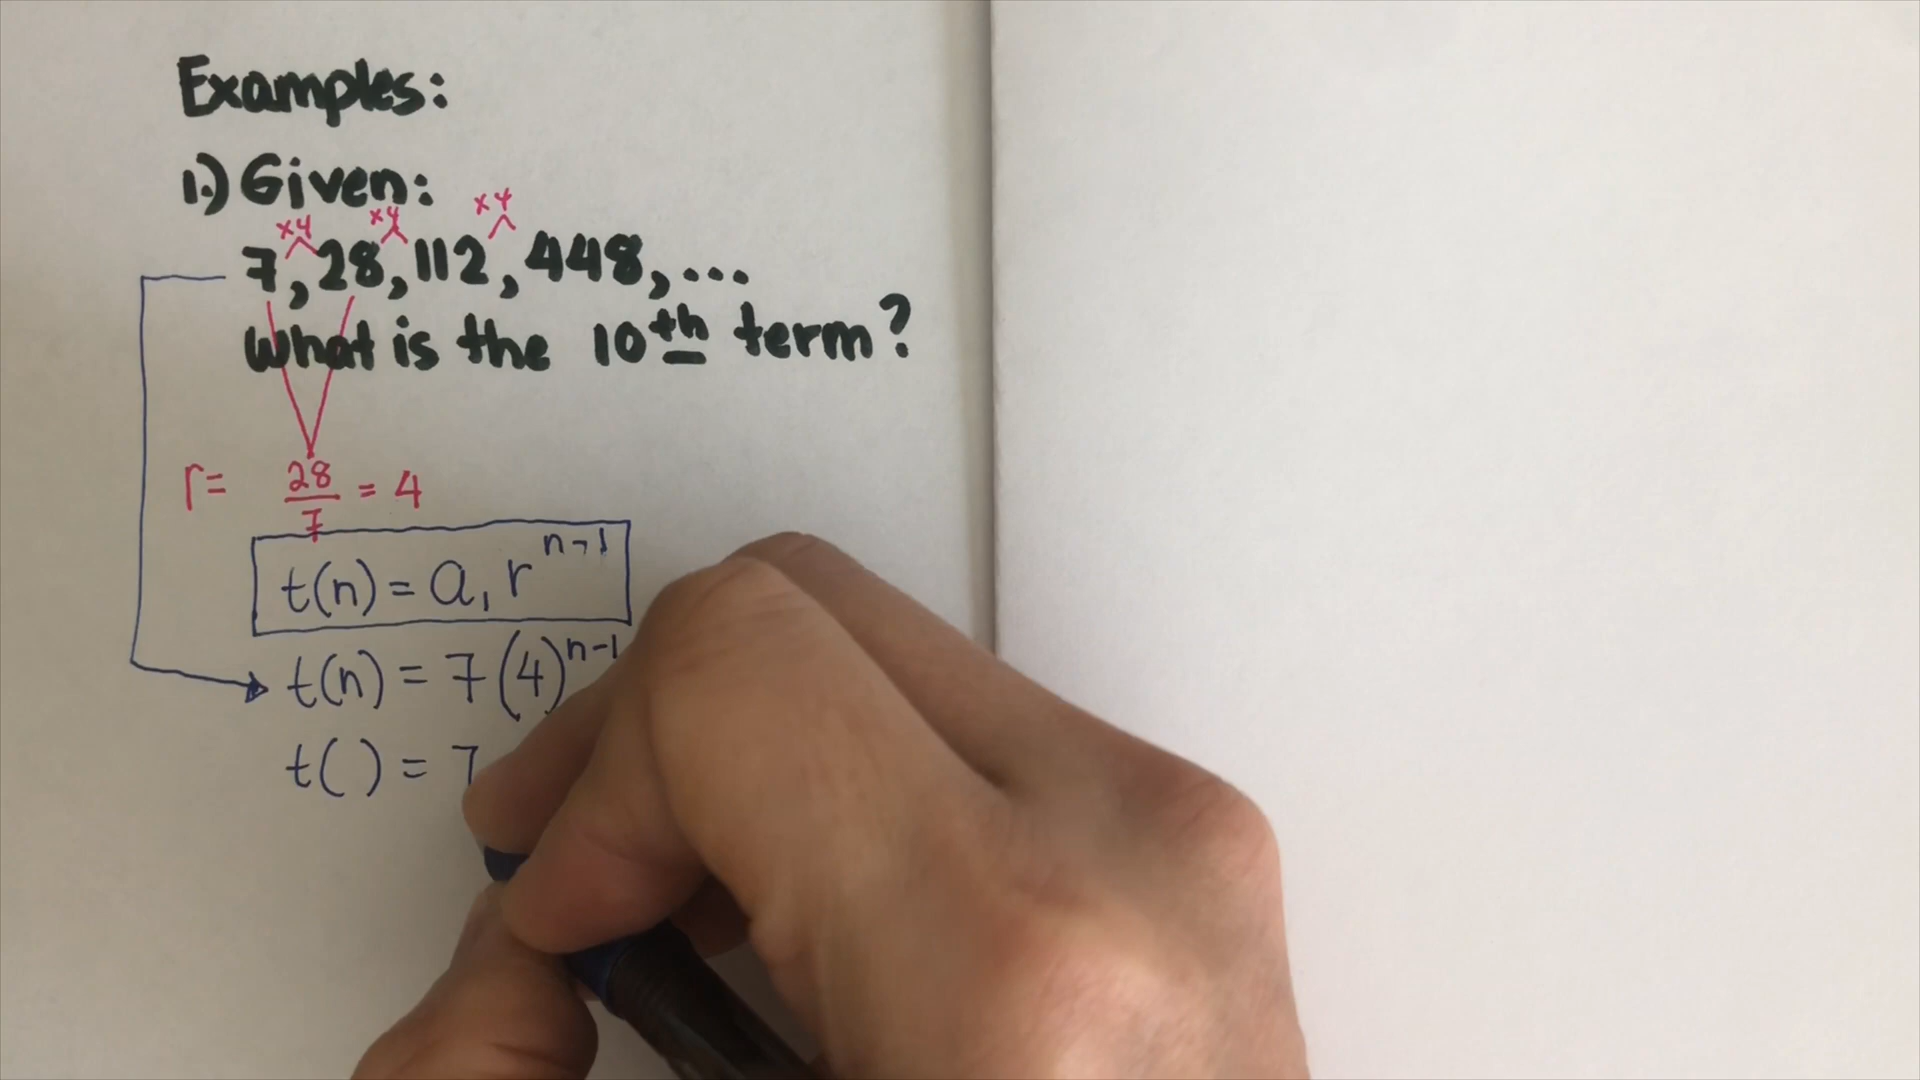 Examples:
1.) Given:
×4 ×4 ×4
7, 28, 112, 448, ...
What is the 10th term?
r= 28/7 = 4
t(n) = a₁ r^n-1
t(n) = 7(4)^n-1
t( ) = 7